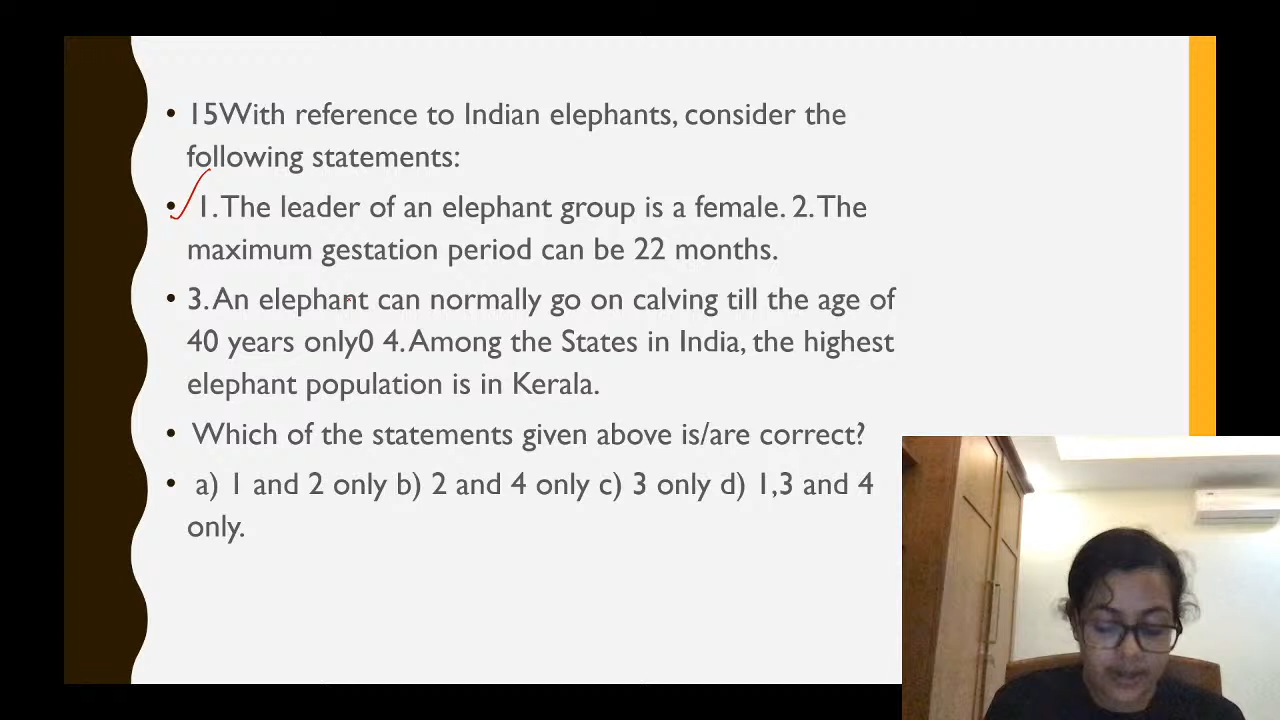 • 15With reference to Indian elephants, consider the
following statements:
• 1. The leader of an elephant group is a female. 2. The
maximum gestation period can be 22 months.
• 3. An elephant can normally go on calving till the age of
40 years only0 4. Among the States in India, the highest
elephant population is in Kerala.
• Which of the statements given above is/are correct?
• a) 1 and 2 only b) 2 and 4 only c) 3 only d) 1,3 and 4
only.